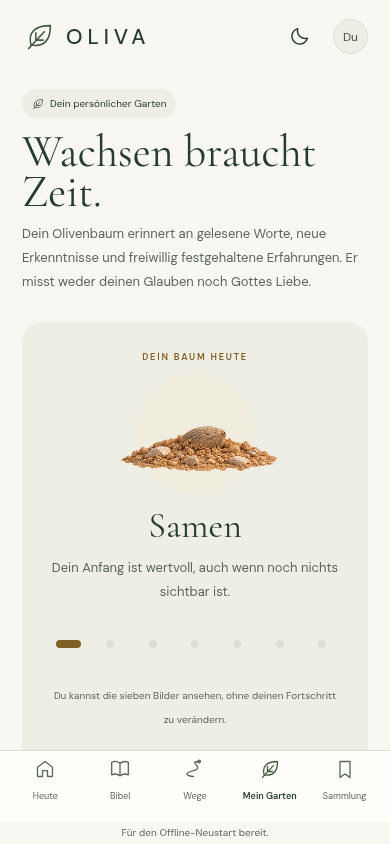 OLIVA
Du
Dein persönlicher Garten
Wachsen braucht
Zeit.
Dein Olivenbaum erinnert an gelesene Worte, neue
Erkenntnisse und freiwillig festgehaltene Erfahrungen. Er
misst weder deinen Glauben noch Gottes Liebe.
DEIN BAUM HEUTE
Samen
Dein Anfang ist wertvoll, auch wenn noch nichts
sichtbar ist.
Du kannst die sieben Bilder ansehen, ohne deinen Fortschritt
zu verändern.
Heute Bibel Wege Mein Garten Sammlung
Für den Offline-Neustart bereit.